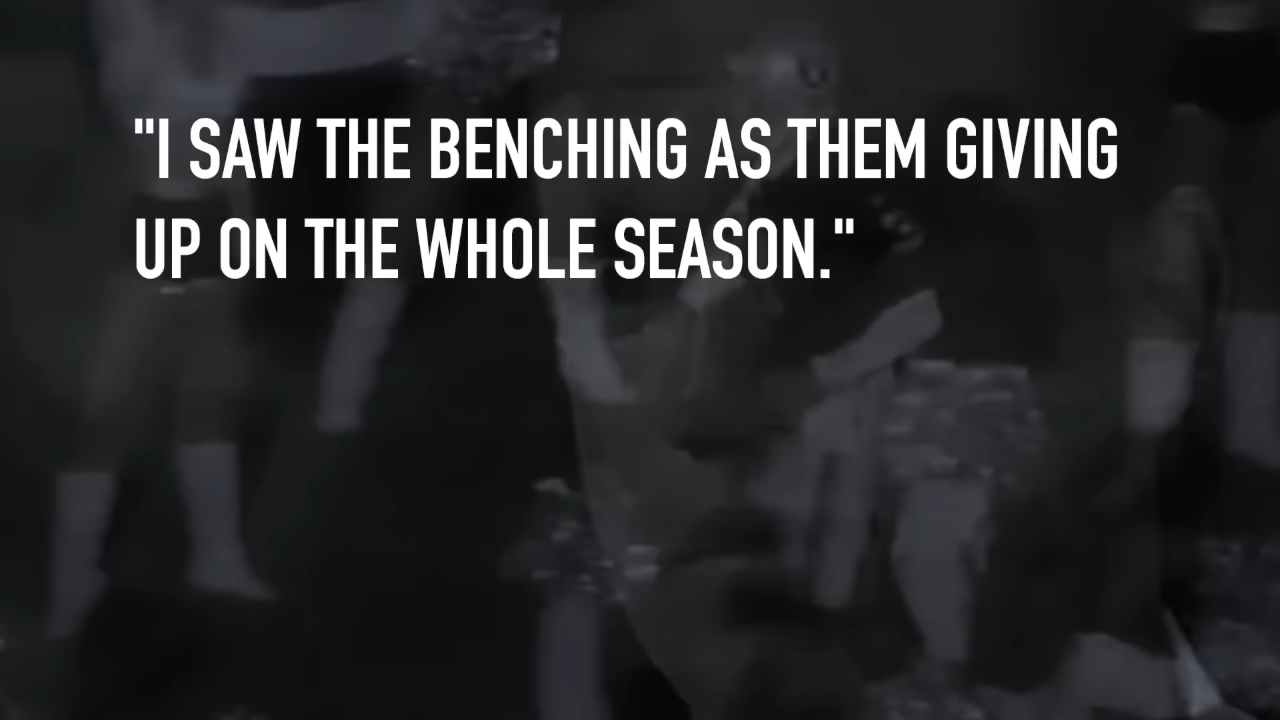 "I SAW THE BENCHING AS THEM GIVING
UP ON THE WHOLE SEASON."